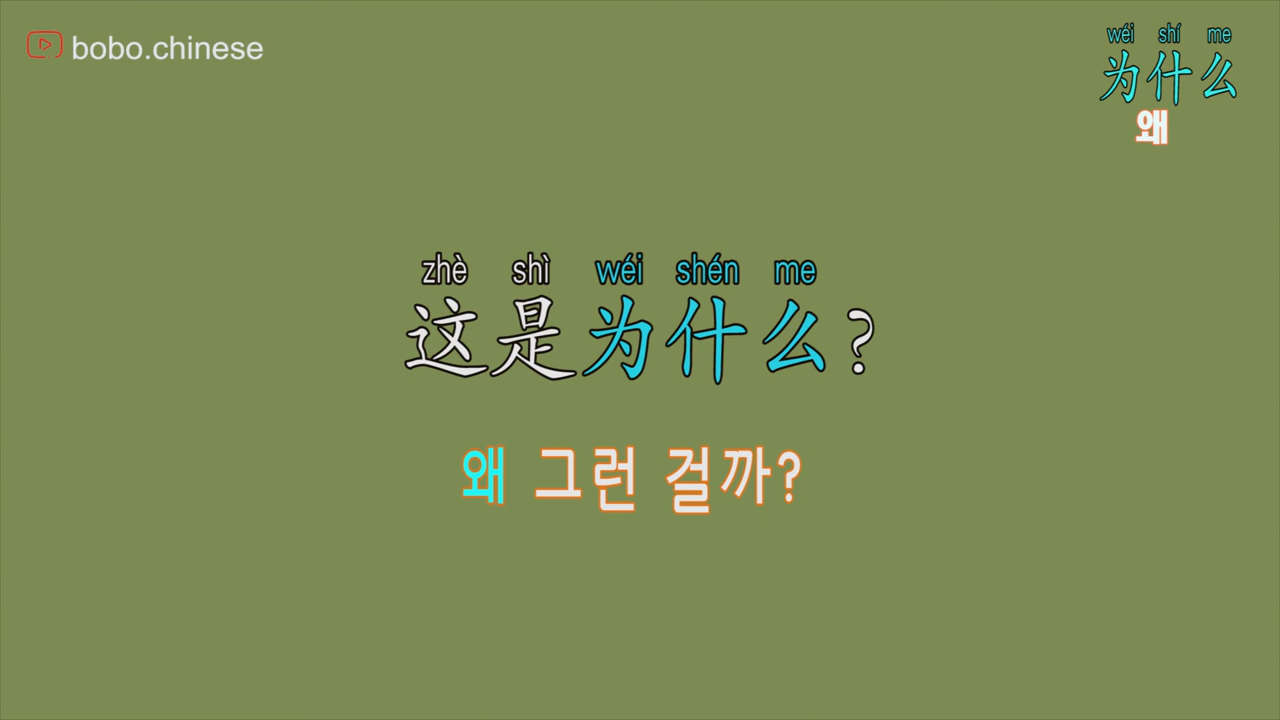 bobo.chinese
wéi shí me
为什么
왜
zhè shì wéi shén me
这是为什么?
왜 그런 걸까?